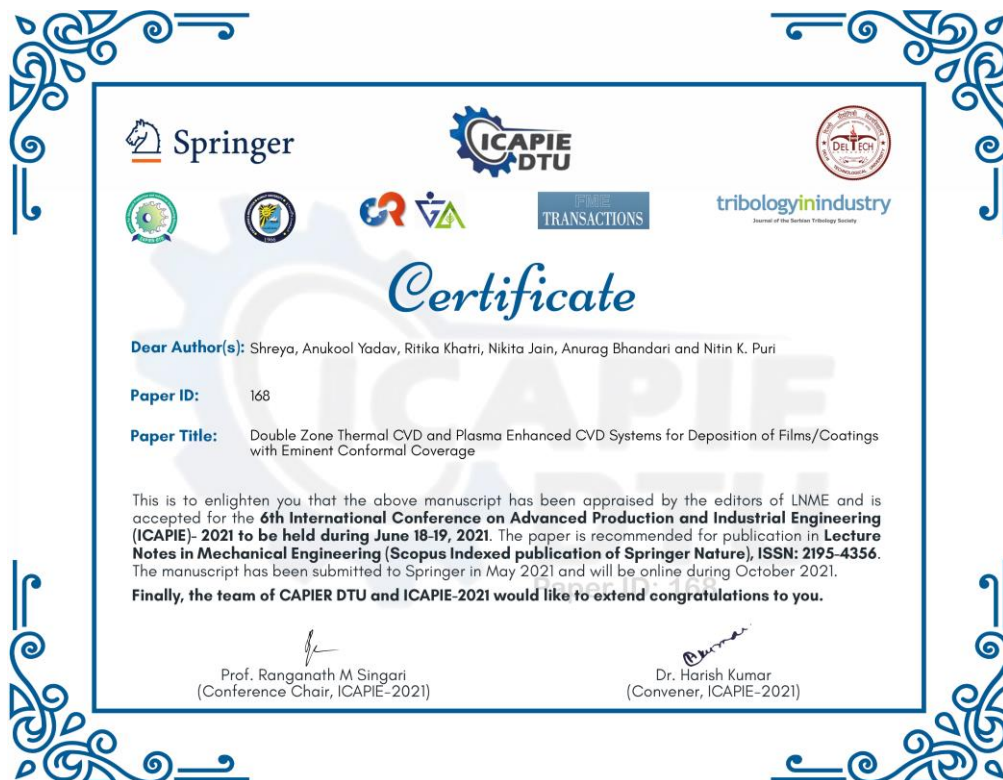 Springer
ICAPIE
DTU
DELTECH
FME
TRANSACTIONS
tribologyinindustry
Journal of the Serbian Tribology Society
Certificate
Dear Author(s): Shreya, Anukool Yadav, Ritika Khatri, Nikita Jain, Anurag Bhandari and Nitin K. Puri
Paper ID: 168
Paper Title: Double Zone Thermal CVD and Plasma Enhanced CVD Systems for Deposition of Films/Coatings
with Eminent Conformal Coverage
This is to enlighten you that the above manuscript has been appraised by the editors of LNME and is
accepted for the 6th International Conference on Advanced Production and Industrial Engineering
(ICAPIE)- 2021 to be held during June 18-19, 2021. The paper is recommended for publication in Lecture
Notes in Mechanical Engineering (Scopus Indexed publication of Springer Nature), ISSN: 2195-4356.
The manuscript has been submitted to Springer in May 2021 and will be online during October 2021.
Paper ID: 168
Finally, the team of CAPIER DTU and ICAPIE-2021 would like to extend congratulations to you.
Prof. Ranganath M Singari
(Conference Chair, ICAPIE-2021)
Dr. Harish Kumar
(Convener, ICAPIE-2021)
ICAPIE
DTU